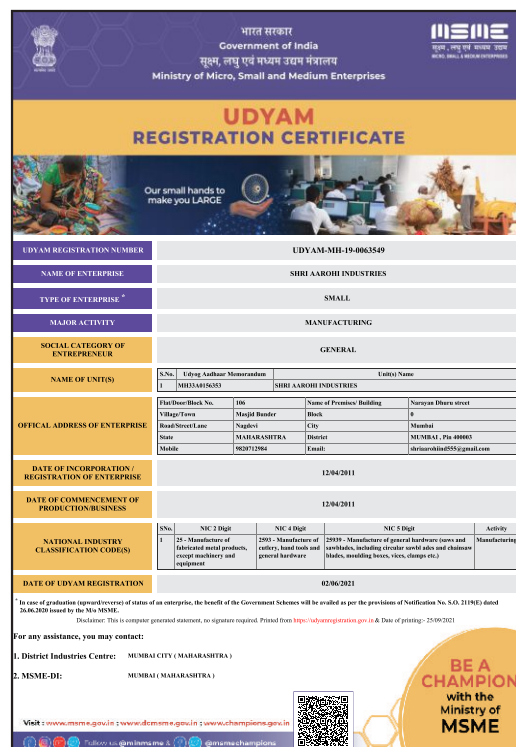 भारत सरकार
Government of India
सूक्ष्म, लघु एवं मध्यम उद्यम मंत्रालय
Ministry of Micro, Small and Medium Enterprises
MSME
सूक्ष्म, लघु एवं मध्यम उद्यम
MICRO, SMALL & MEDIUM ENTERPRISES
UDYAM
REGISTRATION CERTIFICATE
Our small hands to
make you LARGE
UDYAM REGISTRATION NUMBER UDYAM-MH-19-0063549
NAME OF ENTERPRISE SHRI AAROHI INDUSTRIES
TYPE OF ENTERPRISE * SMALL
MAJOR ACTIVITY MANUFACTURING
SOCIAL CATEGORY OF
ENTREPRENEUR
GENERAL
NAME OF UNIT(S)
S.No. Udyog Aadhaar Memorandum Unit(s) Name
1 MH33A0156353 SHRI AAROHI INDUSTRIES
OFFICAL ADDRESS OF ENTERPRISE
Flat/Door/Block No. 106 Name of Premises/ Building Narayan Dhuru street
Village/Town Masjid Bunder Block 0
Road/Street/Lane Nagdevi City Mumbai
State MAHARASHTRA District MUMBAI , Pin 400003
Mobile 9820712984 Email: shriaarohiind555@gmail.com
DATE OF INCORPORATION /
REGISTRATION OF ENTERPRISE
12/04/2011
DATE OF COMMENCEMENT OF
PRODUCTION/BUSINESS
12/04/2011
NATIONAL INDUSTRY
CLASSIFICATION CODE(S)
SNo. NIC 2 Digit NIC 4 Digit NIC 5 Digit Activity
1 25 - Manufacture of 2593 - Manufacture of 25939 - Manufacture of general hardware (saws and Manufacturing
fabricated metal products, cutlery, hand tools and sawblades, including circular sawbl ades and chainsaw
except machinery and general hardware blades, moulding boxes, vices, clamps etc.)
equipment
DATE OF UDYAM REGISTRATION 02/06/2021
* In case of graduation (upward/reverse) of status of an enterprise, the benefit of the Government Schemes will be availed as per the provisions of Notification No. S.O. 2119(E) dated
26.06.2020 issued by the M/o MSME.
Disclaimer: This is computer generated statement, no signature required. Printed from https://udyamregistration.gov.in & Date of printing:- 25/09/2021
For any assistance, you may contact:
1. District Industries Centre: MUMBAI CITY ( MAHARASHTRA )
2. MSME-DI: MUMBAI ( MAHARASHTRA )
Visit : www.msme.gov.in ; www.dcmsme.gov.in ; www.champions.gov.in
Follow us @minmsme & @msmechampions
BE A
CHAMPION
with the
Ministry of
MSME